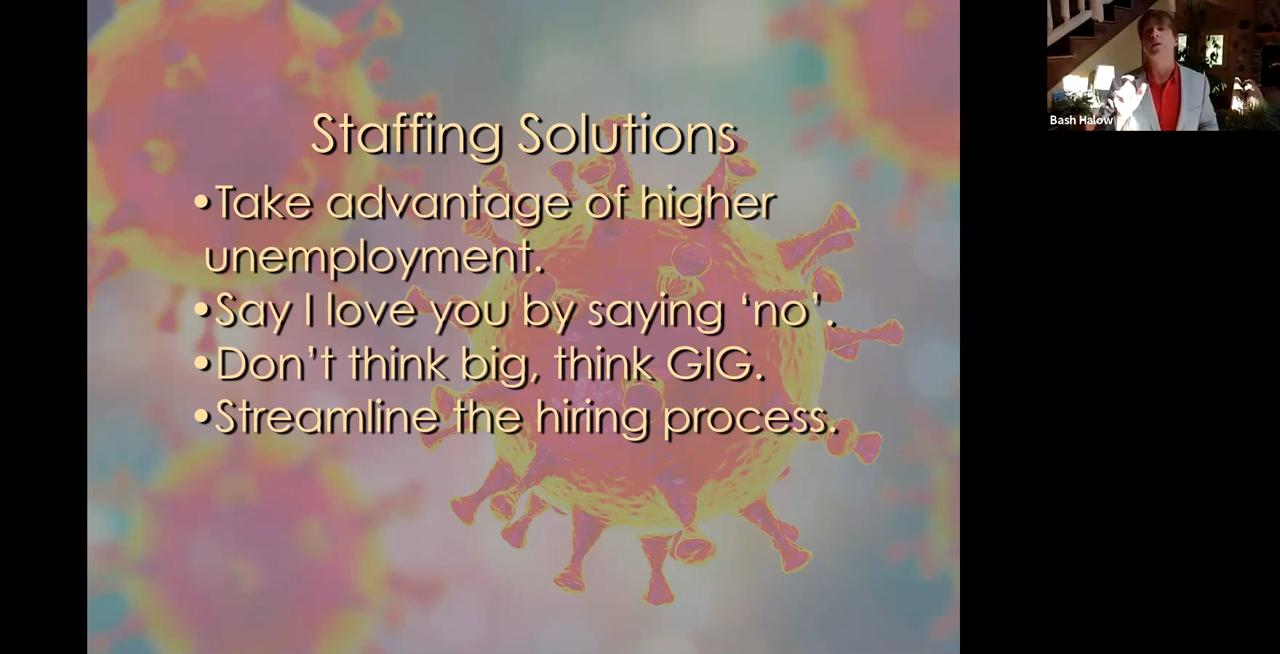 Staffing Solutions
•Take advantage of higher
unemployment.
•Say I love you by saying ‘no’.
•Don’t think big, think GIG.
•Streamline the hiring process.
Bash Halow